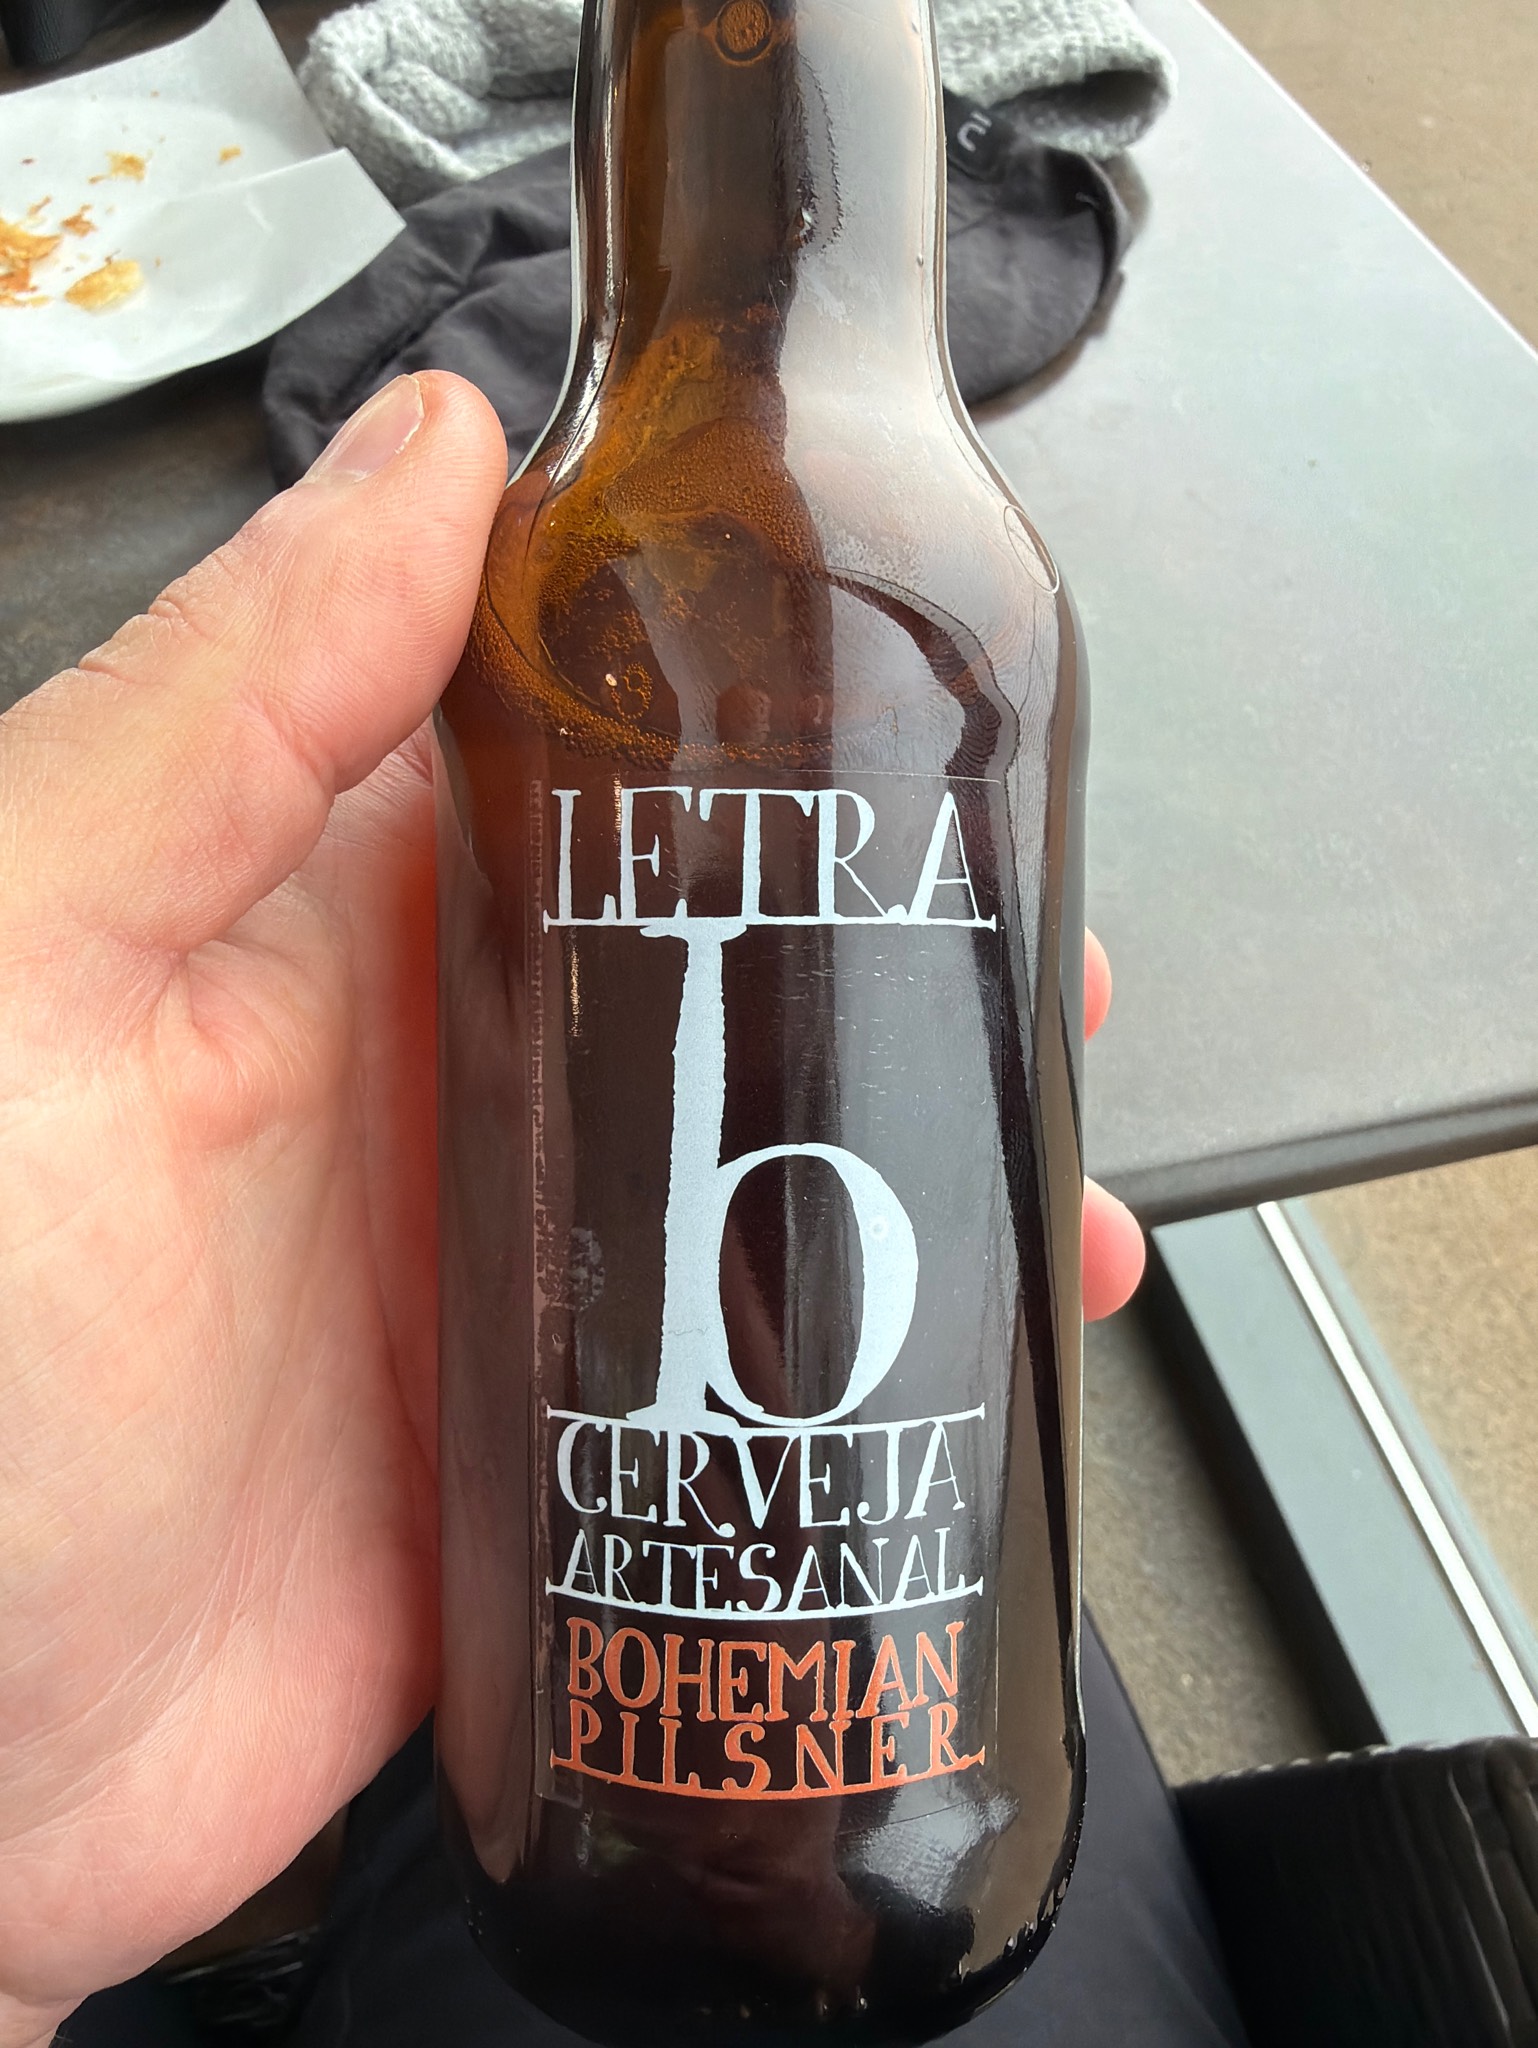 LETRA
b
CERVEJA
ARTESANAL
BOHEMIAN
PILSNER